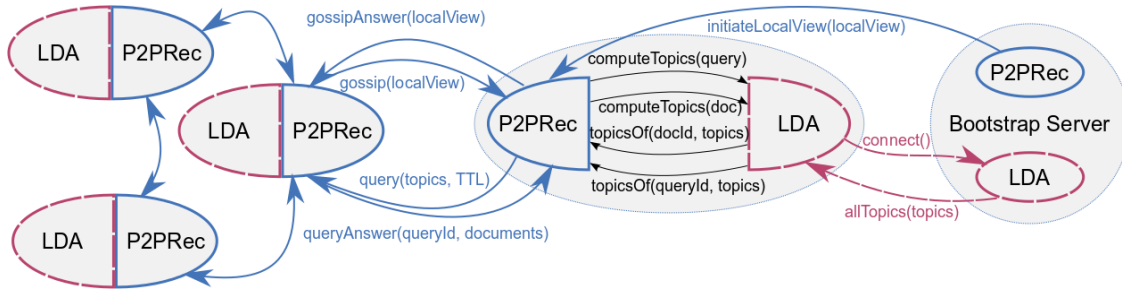 gossipAnswer(localView)
initiateLocalView(localView)
LDA
P2PRec
computeTopics(query)
P2PRec
gossip(localView)
computeTopics(doc)
LDA
P2PRec
P2PRec
topicsOf(docId, topics)
LDA
Bootstrap Server
connect()
query(topics, TTL)
topicsOf(queryId, topics)
LDA
allTopics(topics)
LDA
P2PRec
queryAnswer(queryId, documents)